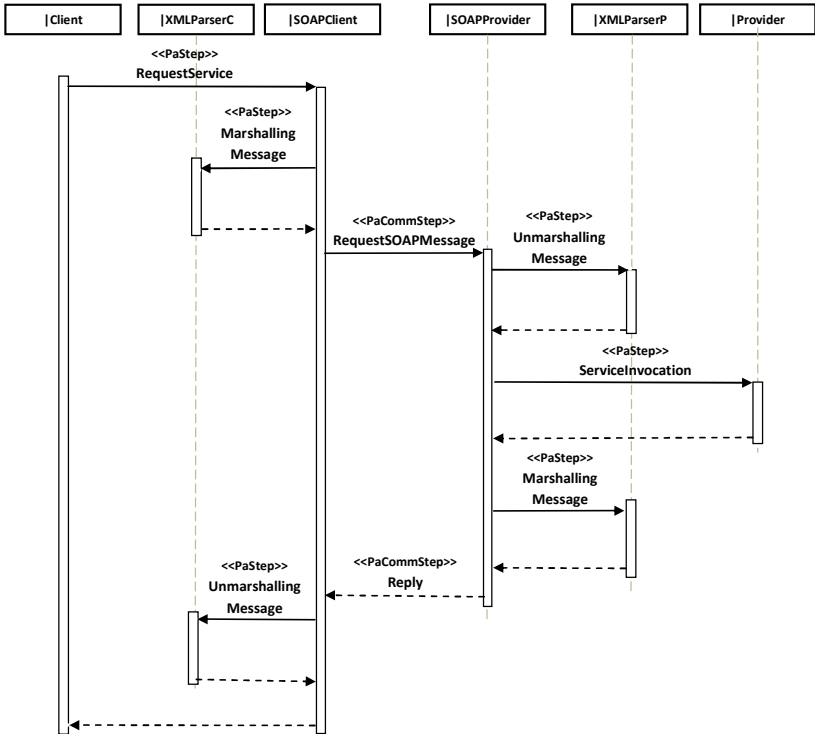 |Client
|XMLParserC
|SOAPClient
|SOAPProvider
|XMLParserP
|Provider
<<PaStep>>
RequestService
<<PaStep>>
Marshalling
Message
<<PaCommStep>>
RequestSOAPMessage
<<PaStep>>
Unmarshalling
Message
<<PaStep>>
ServiceInvocation
<<PaStep>>
Marshalling
Message
<<PaCommStep>>
Reply
<<PaStep>>
Unmarshalling
Message